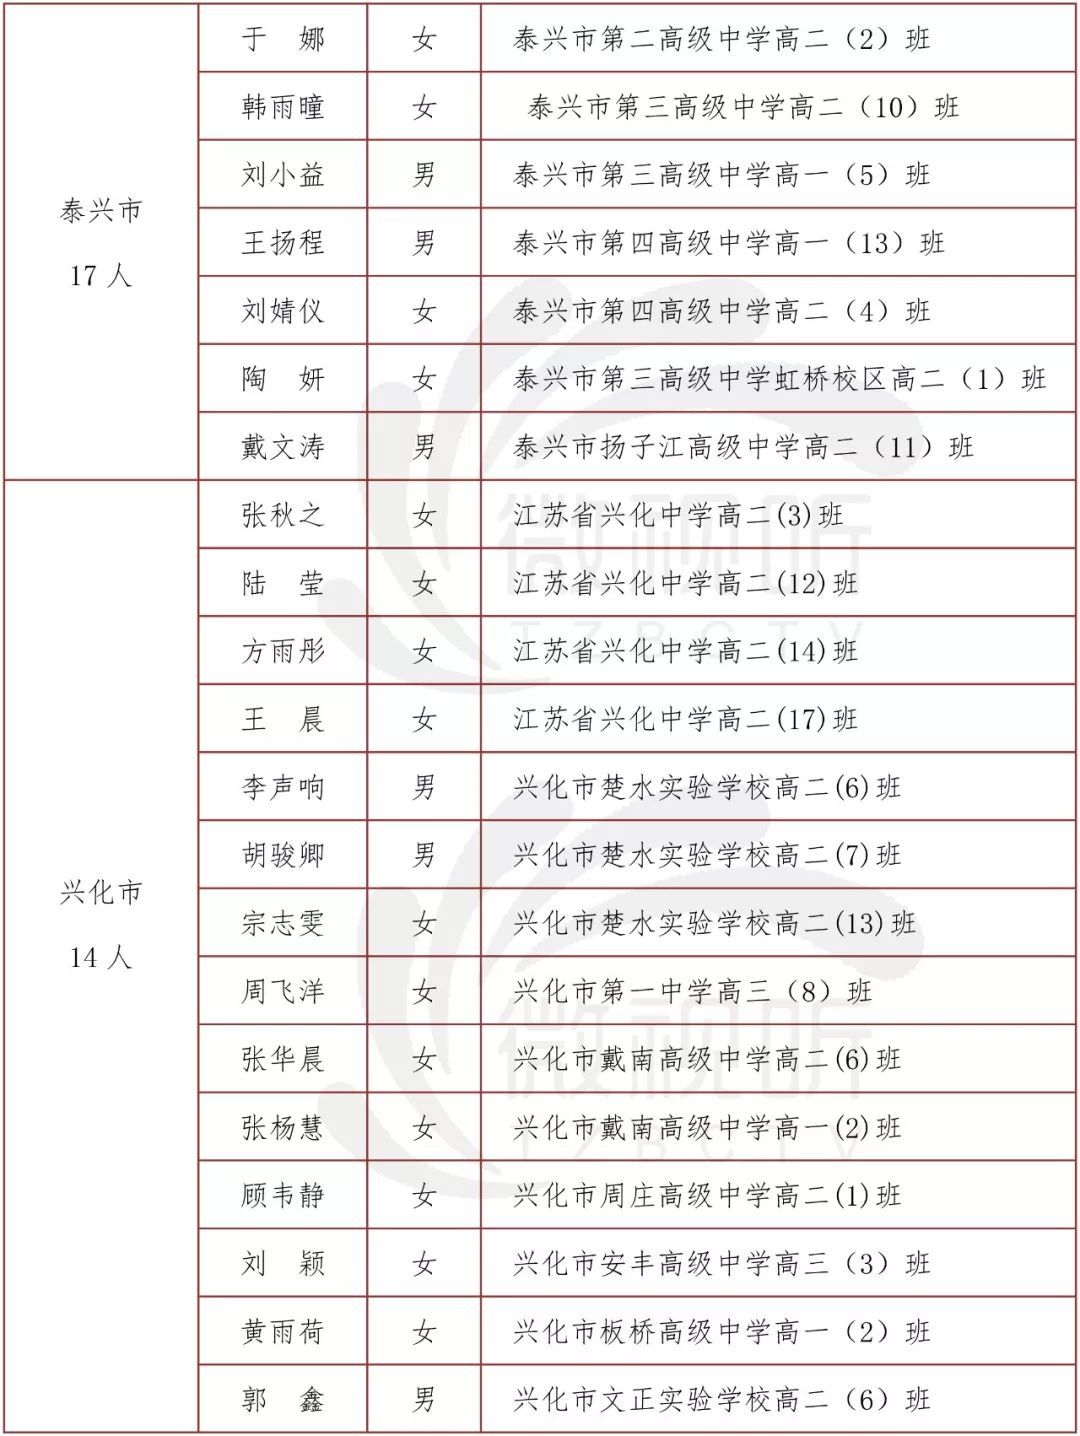 泰兴市
17 人
于 娜 女 泰兴市第二高级中学高二（2）班
韩雨曈 女 泰兴市第三高级中学高二（10）班
刘小益 男 泰兴市第三高级中学高一（5）班
王扬程 男 泰兴市第四高级中学高一（13）班
刘婧仪 女 泰兴市第四高级中学高二（4）班
陶 妍 女 泰兴市第三高级中学虹桥校区高二（1）班
戴文涛 男 泰兴市扬子江高级中学高二（11）班
兴化市
14 人
张秋之 女 江苏省兴化中学高二(3)班
陆 莹 女 江苏省兴化中学高二(12)班
方雨彤 女 江苏省兴化中学高二(14)班
王 晨 女 江苏省兴化中学高二(17)班
李声响 男 兴化市楚水实验学校高二(6)班
胡骏卿 男 兴化市楚水实验学校高二(7)班
宗志雯 女 兴化市楚水实验学校高二(13)班
周飞洋 女 兴化市第一中学高三（8）班
张华晨 女 兴化市戴南高级中学高二(6)班
张杨慧 女 兴化市戴南高级中学高一(2)班
顾韦静 女 兴化市周庄高级中学高二(1)班
刘 颖 女 兴化市安丰高级中学高三（3）班
黄雨荷 女 兴化市板桥高级中学高一（2）班
郭 鑫 男 兴化市文正实验学校高二（6）班
微视听
TZBCTV
微视听
TZBCTV